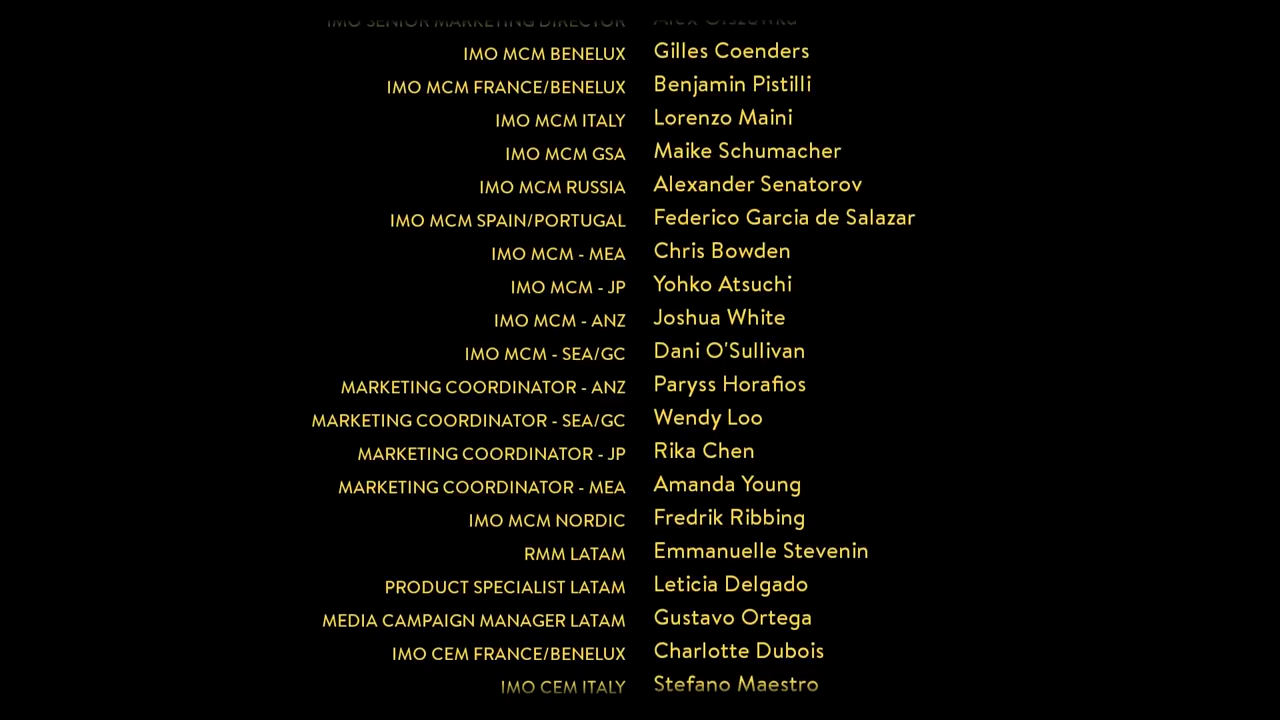 IMO SENIOR MARKETING DIRECTOR Alex
IMO MCM BENELUX Gilles Coenders
IMO MCM FRANCE/BENELUX Benjamin Pistilli
IMO MCM ITALY Lorenzo Maini
IMO MCM GSA Maike Schumacher
IMO MCM RUSSIA Alexander Senatorov
IMO MCM SPAIN/PORTUGAL Federico Garcia de Salazar
IMO MCM - MEA Chris Bowden
IMO MCM - JP Yohko Atsuchi
IMO MCM - ANZ Joshua White
IMO MCM - SEA/GC Dani O'Sullivan
MARKETING COORDINATOR - ANZ Paryss Horafios
MARKETING COORDINATOR - SEA/GC Wendy Loo
MARKETING COORDINATOR - JP Rika Chen
MARKETING COORDINATOR - MEA Amanda Young
IMO MCM NORDIC Fredrik Ribbing
RMM LATAM Emmanuelle Stevenin
PRODUCT SPECIALIST LATAM Leticia Delgado
MEDIA CAMPAIGN MANAGER LATAM Gustavo Ortega
IMO CEM FRANCE/BENELUX Charlotte Dubois
IMO CEM ITALY Stefano Maestro